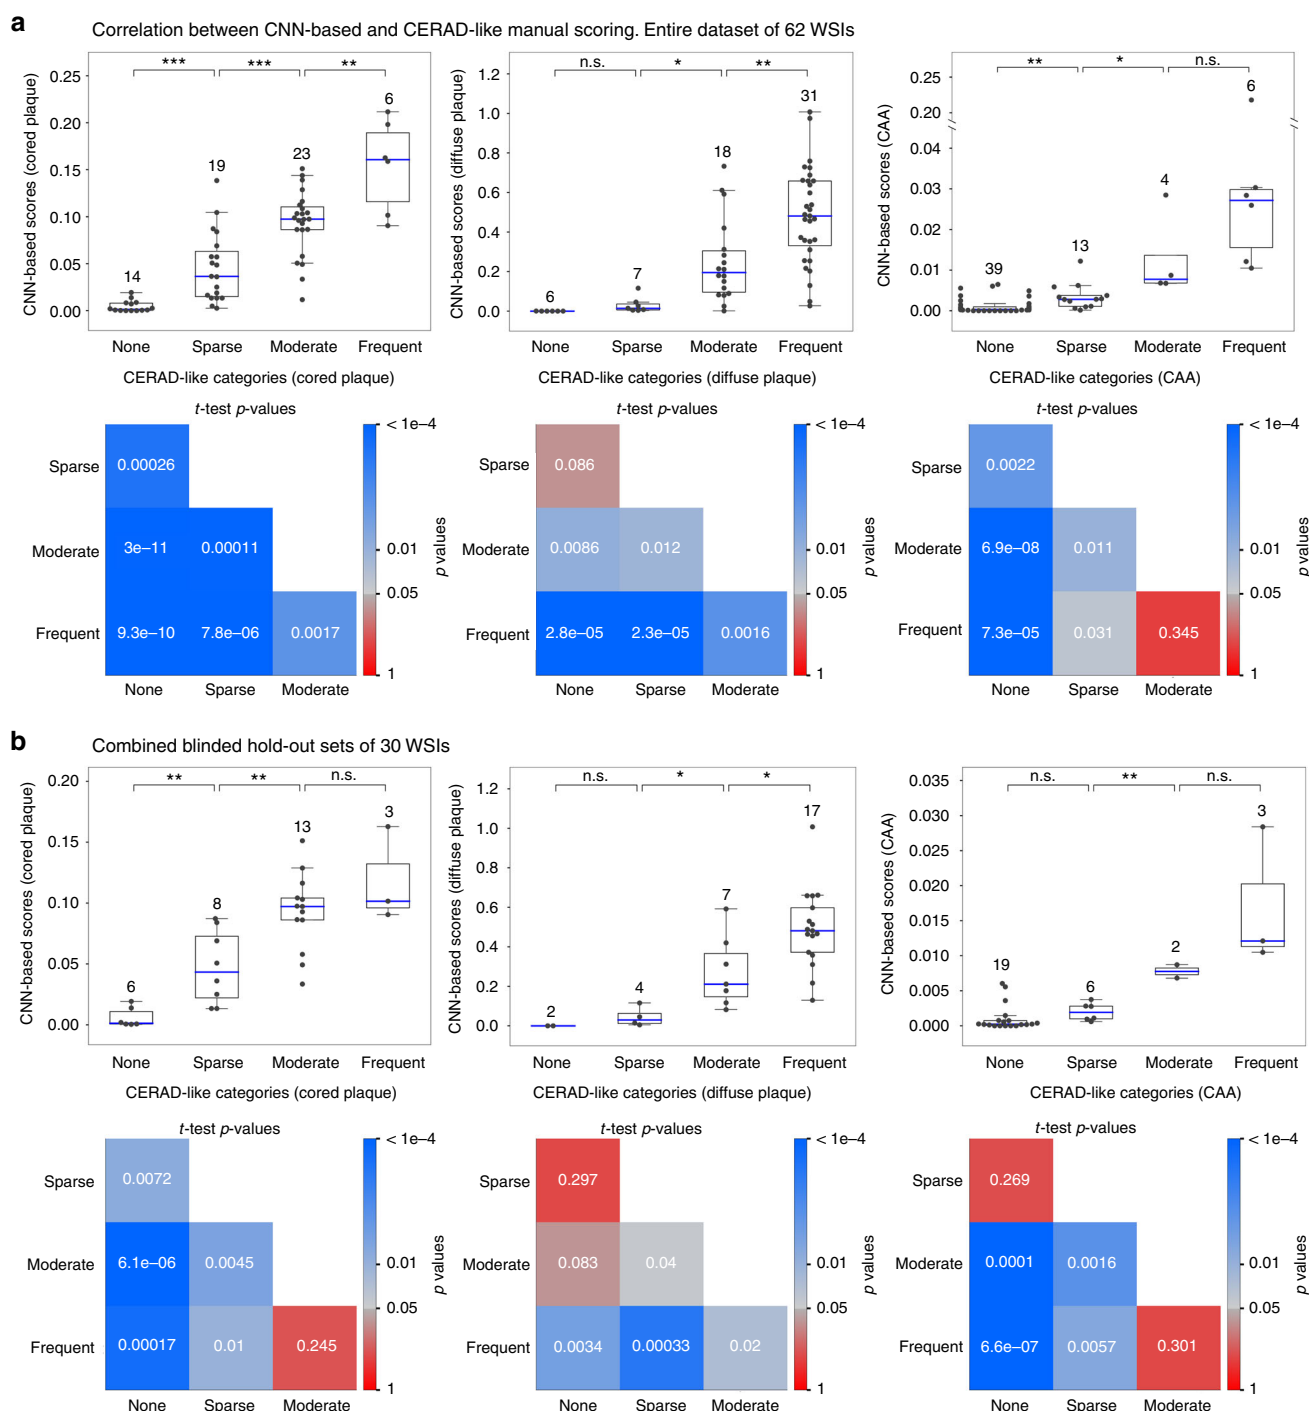 a
Correlation between CNN-based and CERAD-like manual scoring. Entire dataset of 62 WSIs
CNN-based scores (cored plaque)
0.25
0.20
0.15
0.10
0.05
0.00
*** *** **
14 19 23 6
None Sparse Moderate Frequent
CERAD-like categories (cored plaque)
CNN-based scores (diffuse plaque)
1.2
1.0
0.8
0.6
0.4
0.2
0.0
n.s. * **
6 7 18 31
None Sparse Moderate Frequent
CERAD-like categories (diffuse plaque)
CNN-based scores (CAA)
0.25
0.20
0.03
0.02
0.010
0.00
** * n.s.
39 13 4 6
None Sparse Moderate Frequent
CERAD-like categories (CAA)
t-test p-values
Sparse 0.00026
Moderate 3e–11 0.00011
Frequent 9.3e–10 7.8e–06 0.0017
None Sparse Moderate
< 1e–4
0.01
0.05
1
p values
t-test p-values
Sparse 0.086
Moderate 0.0086 0.012
Frequent 2.8e–05 2.3e–05 0.0016
None Sparse Moderate
< 1e–4
0.01
0.05
1
p values
t-test p-values
Sparse 0.0022
Moderate 6.9e–08 0.011
Frequent 7.3e–05 0.031 0.345
None Sparse Moderate
< 1e–4
0.01
0.05
1
p values
b
Combined blinded hold-out sets of 30 WSIs
CNN-based scores (cored plaque)
0.20
0.15
0.10
0.05
0.00
** ** n.s.
6 8 13 3
None Sparse Moderate Frequent
CERAD-like categories (cored plaque)
CNN-based scores (diffuse plaque)
1.2
1.0
0.8
0.6
0.4
0.2
0.0
n.s. * *
2 4 7 17
None Sparse Moderate Frequent
CERAD-like categories (diffuse plaque)
CNN-based scores (CAA)
0.035
0.030
0.025
0.020
0.015
0.010
0.005
0.000
n.s. ** n.s.
19 6 2 3
None Sparse Moderate Frequent
CERAD-like categories (CAA)
t-test p-values
Sparse 0.0072
Moderate 6.1e–06 0.0045
Frequent 0.00017 0.01 0.245
None Sparse Moderate
< 1e–4
0.01
0.05
1
p values
t-test p-values
Sparse 0.297
Moderate 0.083 0.04
Frequent 0.0034 0.00033 0.02
None Sparse Moderate
< 1e–4
0.01
0.05
1
p values
t-test p-values
Sparse 0.269
Moderate 0.0001 0.0016
Frequent 6.6e–07 0.0057 0.301
None Sparse Moderate
< 1e–4
0.01
0.05
1
p values